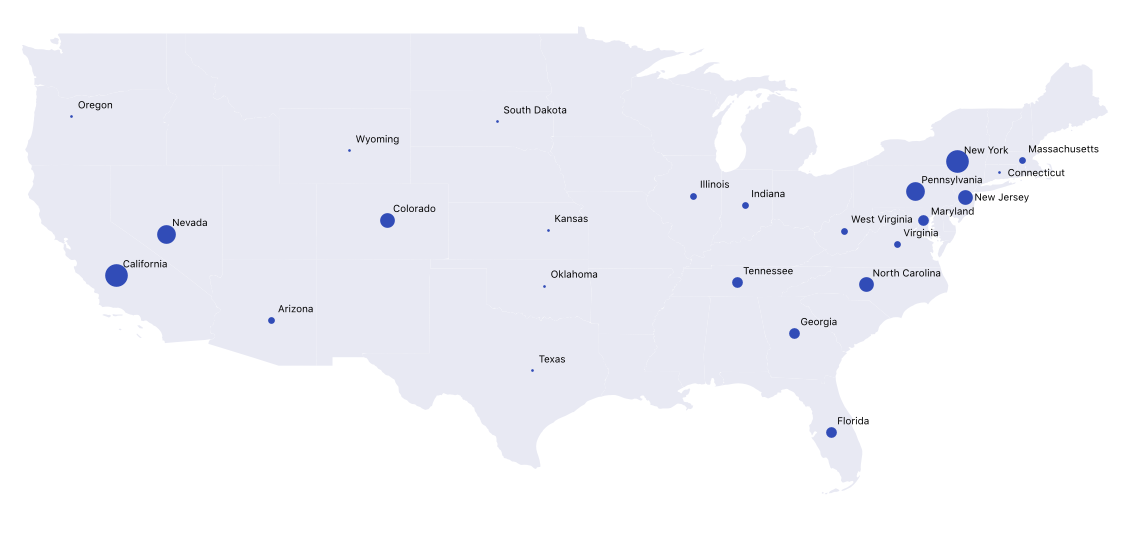 Oregon
South Dakota
Wyoming
New York
Massachusetts
Connecticut
Pennsylvania
Illinois
Indiana
New Jersey
Colorado
Maryland
Kansas
West Virginia
Nevada
Virginia
California
Tennessee
North Carolina
Oklahoma
Arizona
Georgia
Texas
Florida